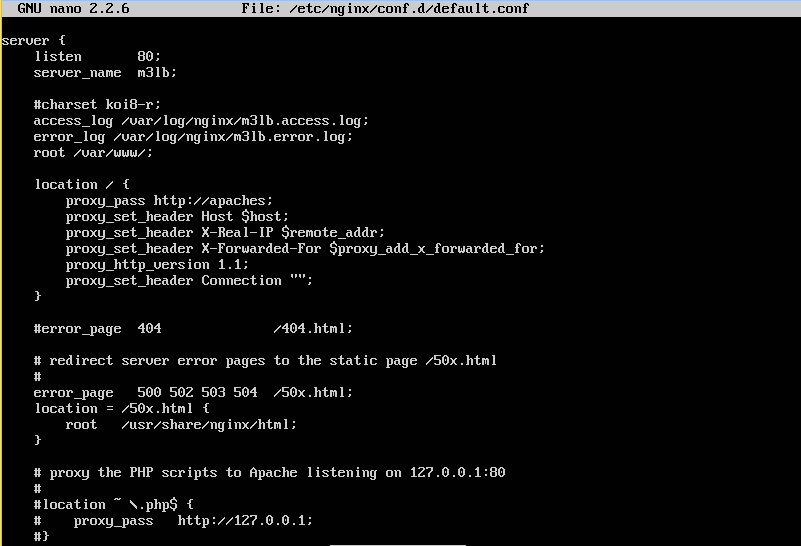 GNU nano 2.2.6 File: /etc/nginx/conf.d/default.conf
server {
    listen       80;
    server_name  m3lb;
    #charset koi8-r;
    access_log /var/log/nginx/m3lb.access.log;
    error_log /var/log/nginx/m3lb.error.log;
    root /var/www/;
    location / {
        proxy_pass http://apaches;
        proxy_set_header Host $host;
        proxy_set_header X-Real-IP $remote_addr;
        proxy_set_header X-Forwarded-For $proxy_add_x_forwarded_for;
        proxy_http_version 1.1;
        proxy_set_header Connection "";
    }
    #error_page  404              /404.html;
    # redirect server error pages to the static page /50x.html
    #
    error_page   500 502 503 504  /50x.html;
    location = /50x.html {
        root   /usr/share/nginx/html;
    }
    # proxy the PHP scripts to Apache listening on 127.0.0.1:80
    #
    #location ~ \.php$ {
    #    proxy_pass   http://127.0.0.1;
    #}